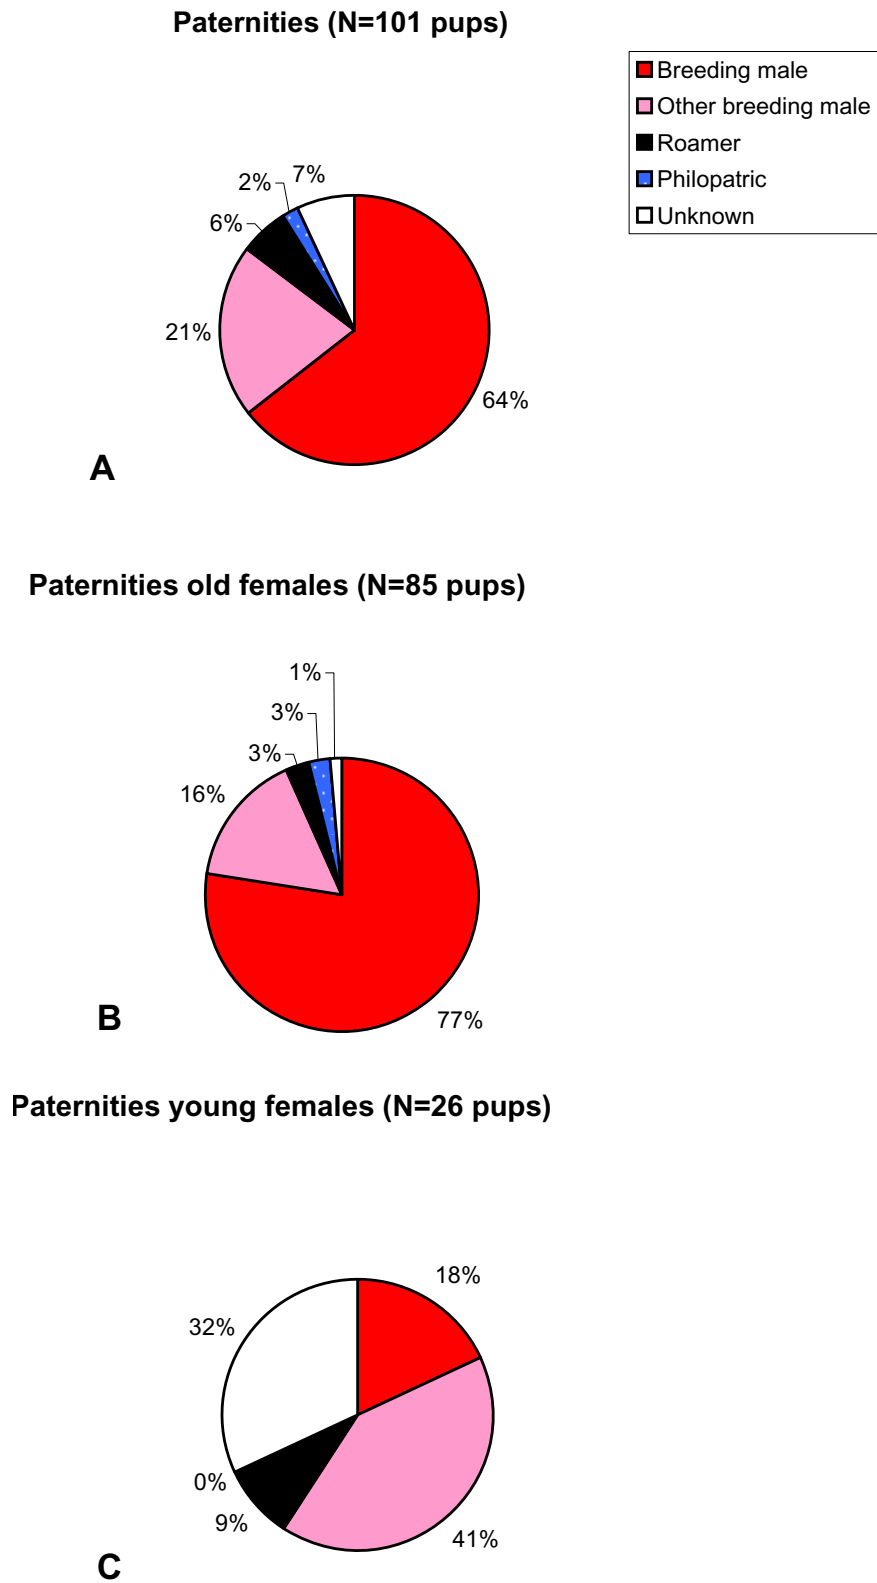 Paternities (N=101 pups)
Breeding male
Other breeding male
Roamer
Philopatric
Unknown
2%
7%
6%
21%
64%
A
Paternities old females (N=85 pups)
1%
3%
3%
16%
77%
B
Paternities young females (N=26 pups)
18%
32%
0%
9%
41%
C